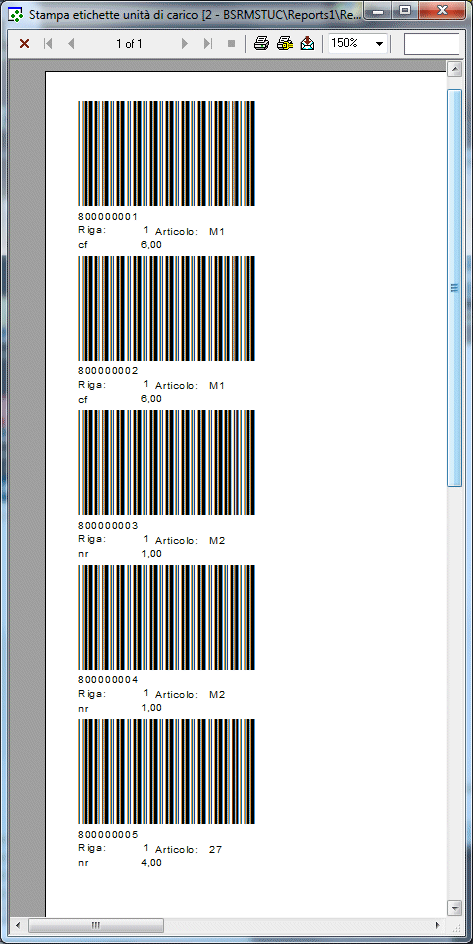 Stampa etichette unità di carico [2 - BSRMSTUC\Reports1\Re...
1 of 1 150%
800000001
Riga: 1 Articolo: M1
cf 6,00
800000002
Riga: 1 Articolo: M1
cf 6,00
800000003
Riga: 1 Articolo: M2
nr 1,00
800000004
Riga: 1 Articolo: M2
nr 1,00
800000005
Riga: 1 Articolo: 27
nr 4,00